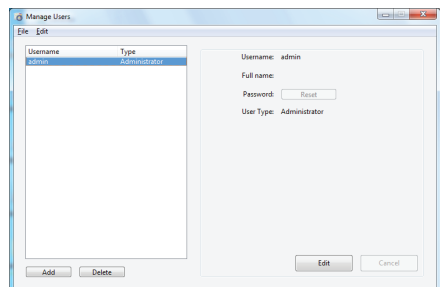 Manage Users
File Edit
Username Type
admin Administrator
Username: admin
Full name:
Password: Reset
User Type: Administrator
Edit Cancel
Add Delete